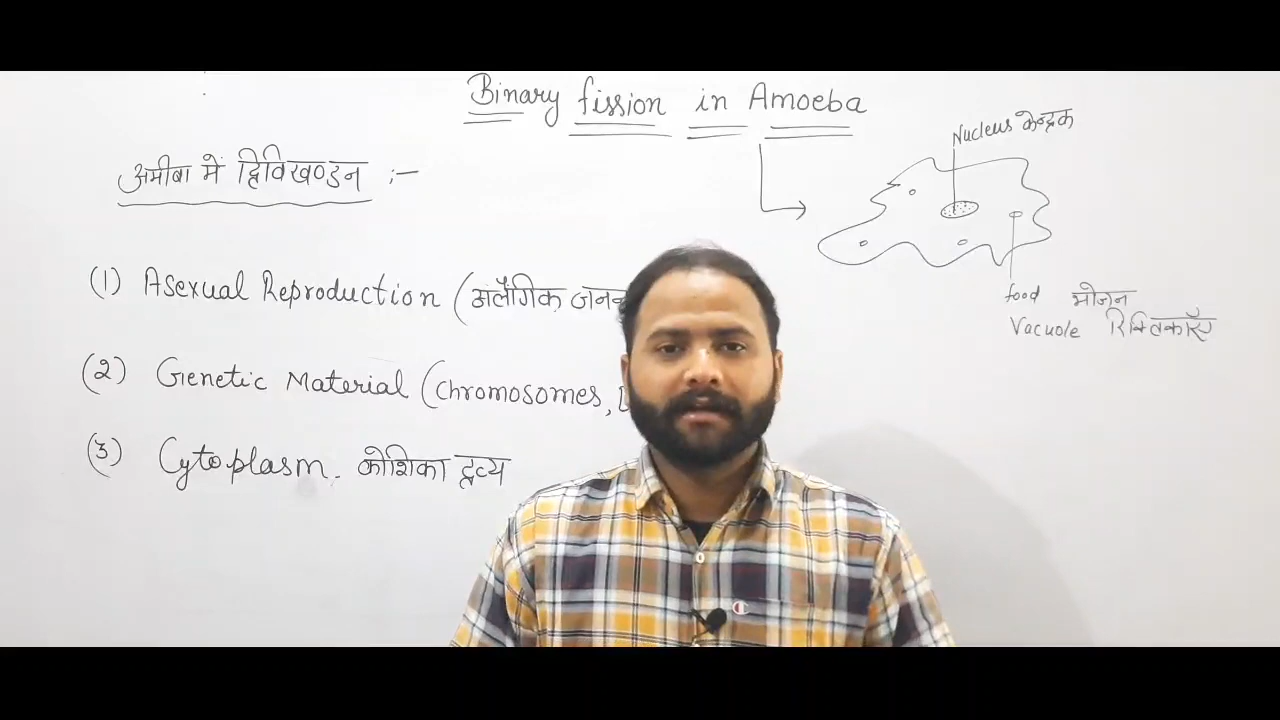 Binary fission in Amoeba
Nucleus केन्द्रक
अमीबा में द्विविखण्डन :-
(1) Asexual Reproduction (अलैंगिक जनन
food भोजन
Vacuole रिक्तिकाएँ
(2) Genetic Material (Chromosomes,
(3) Cytoplasm. कोशिका द्रव्य